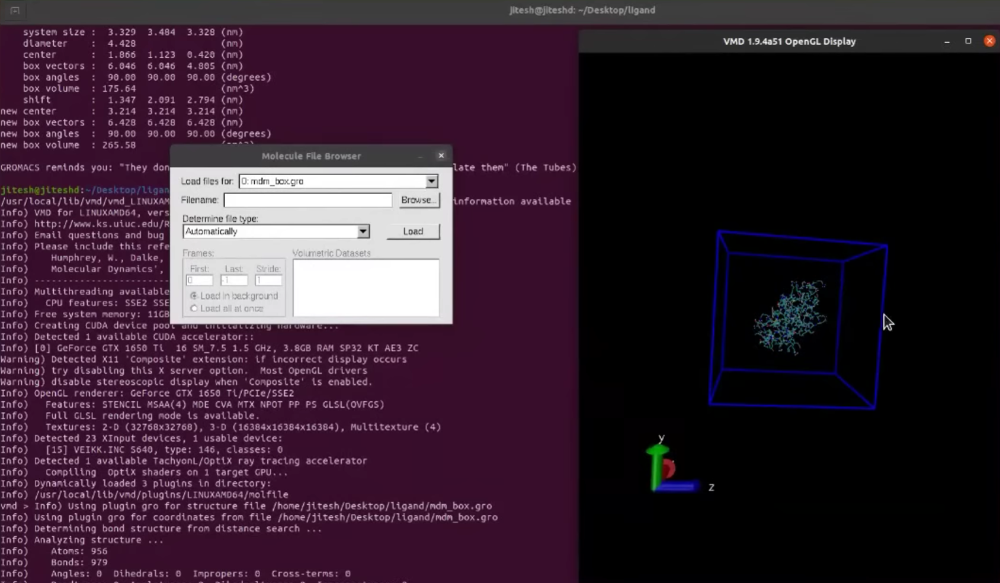 jitesh@jiteshd: ~/Desktop/ligand
system size : 3.329 3.484 3.328 (nm)
diameter : 4.428 (nm)
center : 1.866 1.123 0.420 (nm)
box vectors : 6.046 6.046 4.805 (nm)
box angles : 90.00 90.00 90.00 (degrees)
box volume : 175.64 (nm^3)
shift : 1.347 2.091 2.794 (nm)
new center : 3.214 3.214 3.214 (nm)
new box vectors : 6.428 6.428 6.428 (nm)
new box angles : 90.00 90.00 90.00 (degrees)
new box volume : 265.58
GROMACS reminds you: "They don
late them" (The Tubes)
jitesh@jiteshd:~/Desktop/ligan
/usr/local/lib/vmd/vmd_LINUXAM
information available
Info) VMD for LINUXAMD64, vers
Info) http://www.ks.uiuc.edu/R
Info) Email questions and bug
Info) Please include this refe
Info) Humphrey, W., Dalke,
Info) Molecular Dynamics',
Info) ------------------------
Info) Multithreading available
Info) CPU features: SSE2 SSE
Info) Free system memory: 11GB
Info) Creating CUDA device pool and initializing hardware...
Info) Detected 1 available CUDA accelerator::
Info) [0] GeForce GTX 1650 Ti 16 SM_7.5 1.5 GHz, 3.8GB RAM SP32 KT AE3 ZC
Warning) Detected X11 'Composite' extension: if incorrect display occurs
Warning) try disabling this X server option. Most OpenGL drivers
Warning) disable stereoscopic display when 'Composite' is enabled.
Info) OpenGL renderer: GeForce GTX 1650 Ti/PCIe/SSE2
Info) Features: STENCIL MSAA(4) MDE CVA MTX NPOT PP PS GLSL(OVFGS)
Info) Full GLSL rendering mode is available.
Info) Textures: 2-D (32768x32768), 3-D (16384x16384x16384), Multitexture (4)
Info) Detected 23 XInput devices, 1 usable device:
Info) [15] VEIKK.INC S640, type: 146, classes: 0
Info) Detected 1 available TachyonL/OptiX ray tracing accelerator
Info) Compiling OptiX shaders on 1 target GPU...
Info) Dynamically loaded 3 plugins in directory:
Info) /usr/local/lib/vmd/plugins/LINUXAMD64/molfile
vmd > Info) Using plugin gro for structure file /home/jitesh/Desktop/ligand/mdm_box.gro
Info) Using plugin gro for coordinates from file /home/jitesh/Desktop/ligand/mdm_box.gro
Info) Determining bond structure from distance search ...
Info) Analyzing structure ...
Info) Atoms: 956
Info) Bonds: 979
Info) Angles: 0 Dihedrals: 0 Impropers: 0 Cross-terms: 0
Molecule File Browser
Load files for: 0: mdm_box.gro
Filename:
Browse...
Determine file type:
Automatically
Load
Frames:
Volumetric Datasets
First: Last: Stride:
0 -1 1
Load in background
Load all at once
VMD 1.9.4a51 OpenGL Display
y
z